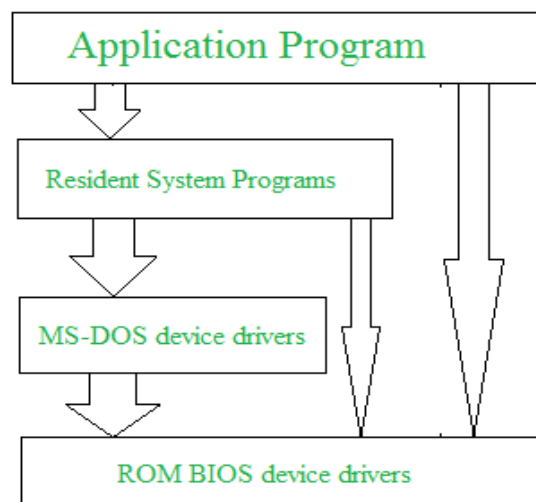 Application Program
Resident System Programs
MS-DOS device drivers
ROM BIOS device drivers